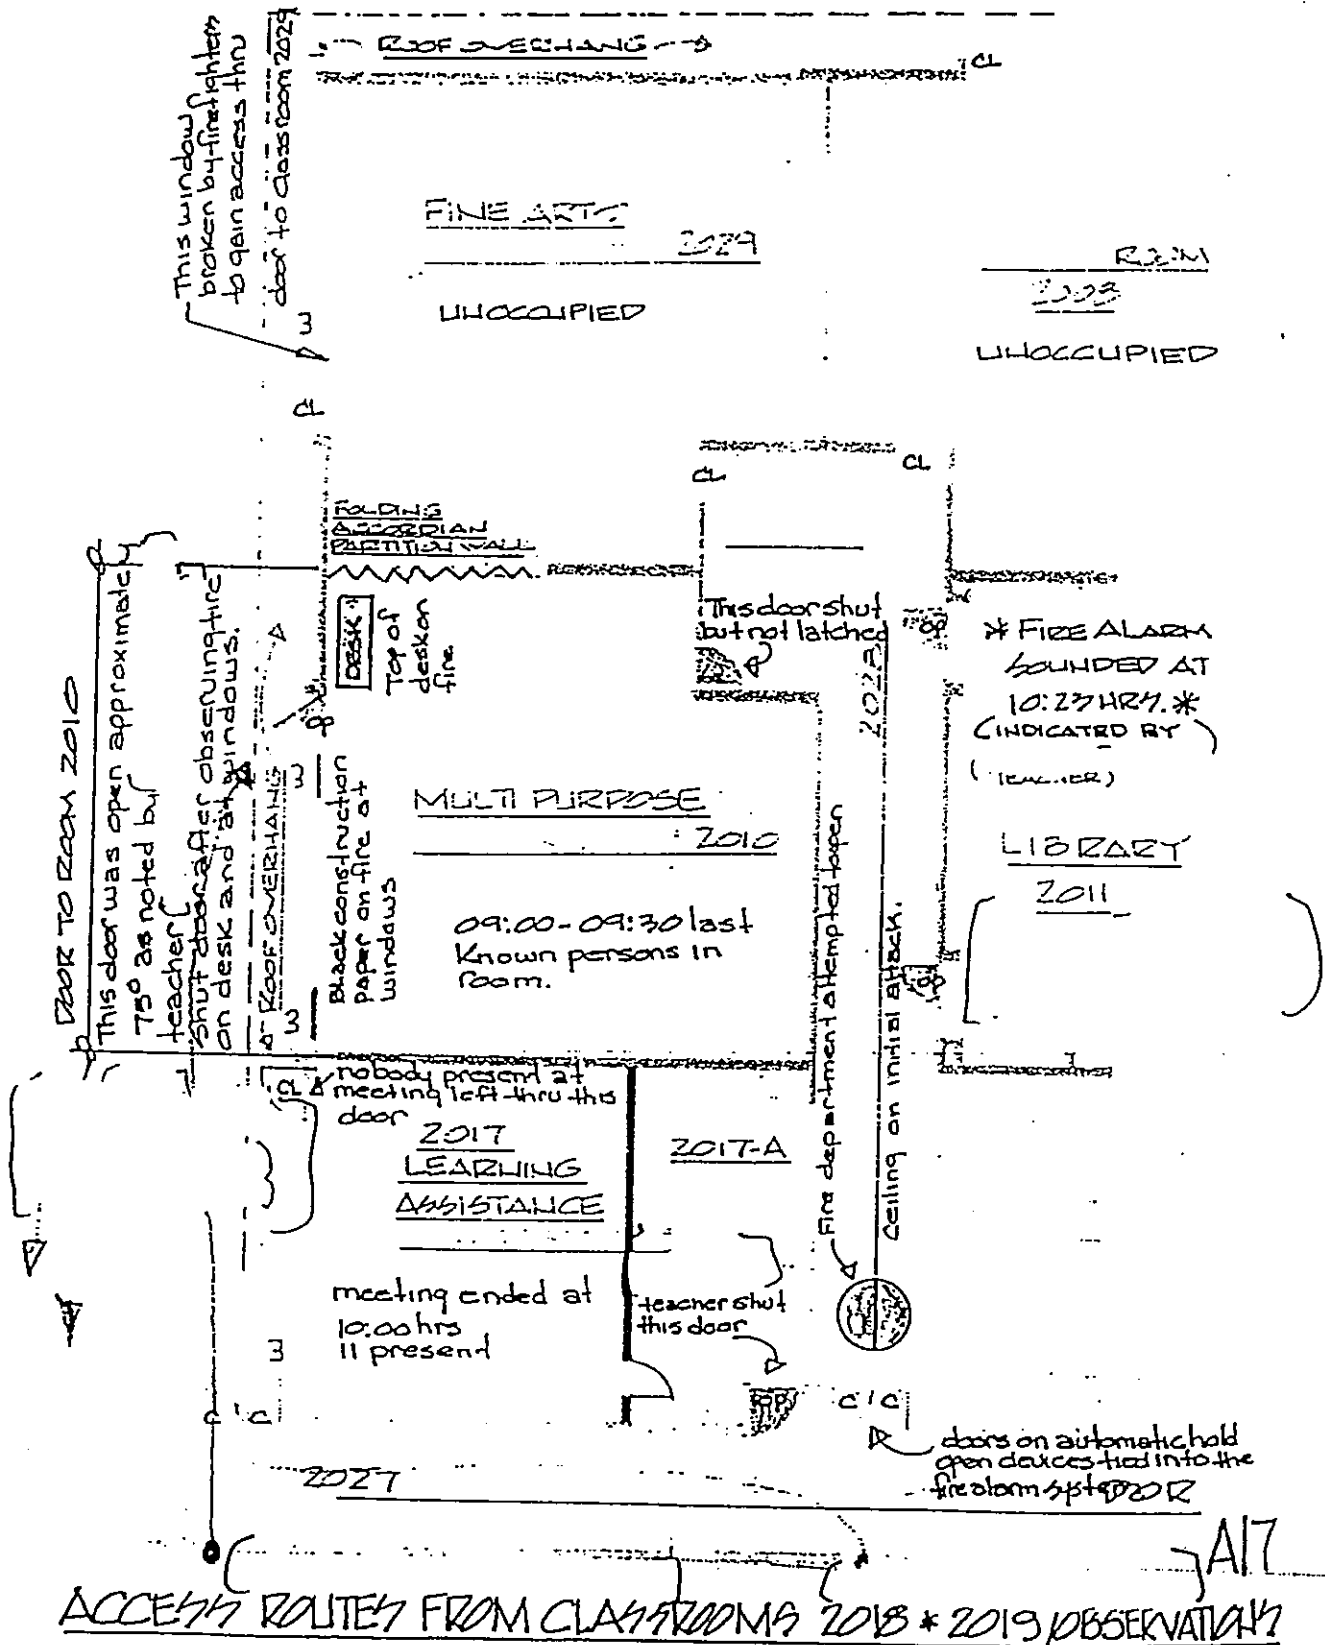 ROOF OVERHANG
CL
This window
broken by firefighters
to gain access thru
door to classroom 2029
FINE ARTS
2029
UNOCCUPIED
ROOM
UNOCCUPIED
W
CL
CL
CL
FOLDING
ACCORDIAN
PARTITION WALL
DESK
Top of
desk on
fire
This door shut
but not latched
2028
OP
* FIRE ALARM
SOUNDED AT
10:23 HRS. *
(INDICATED BY
(TEACHER)
DOOR TO ROOM 2010
This door was open approximately
75° as noted by
teacher
Shut door after observing fire
on desk and at windows.
ROOF OVERHANG
OP
W
W
Black construction
paper on fire at
windows
MULTI PURPOSE
2010
09:00-09:30 last
Known persons in
room.
Fire department attempted to open
Ceiling on initial attack.
LIBRARY
2011
OP
CL
nobody present at
meeting left thru this
door
2017
LEARNING
ASSISTANCE
2017-A
meeting ended at
10:00 hrs
11 present
teacher shut
this door
W
C C
OP
C C
doors on automatic hold
open devices tied into the
fire alarm
2027
A17
ACCESS ROUTES FROM CLASSROOMS 2018 * 2019 OBSERVATIONS